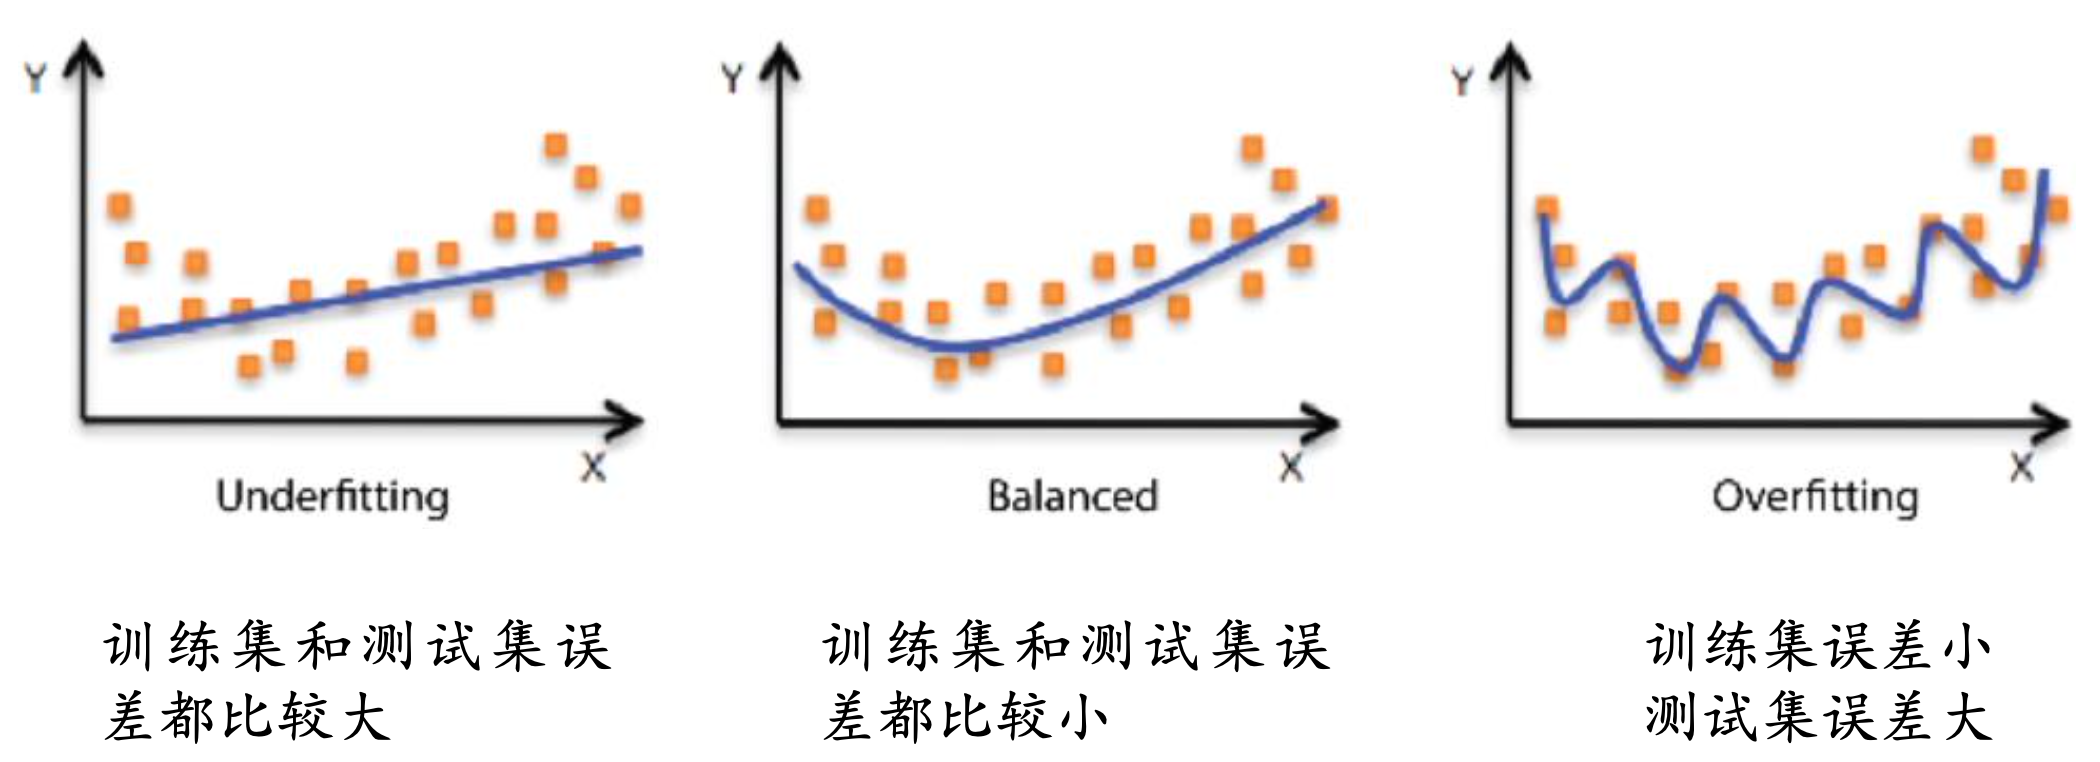 Y
X
Underfitting
训练集和测试集误
差都比较大
Y
X
Balanced
训练集和测试集误
差都比较小
Y
X
Overfitting
训练集误差小
测试集误差大